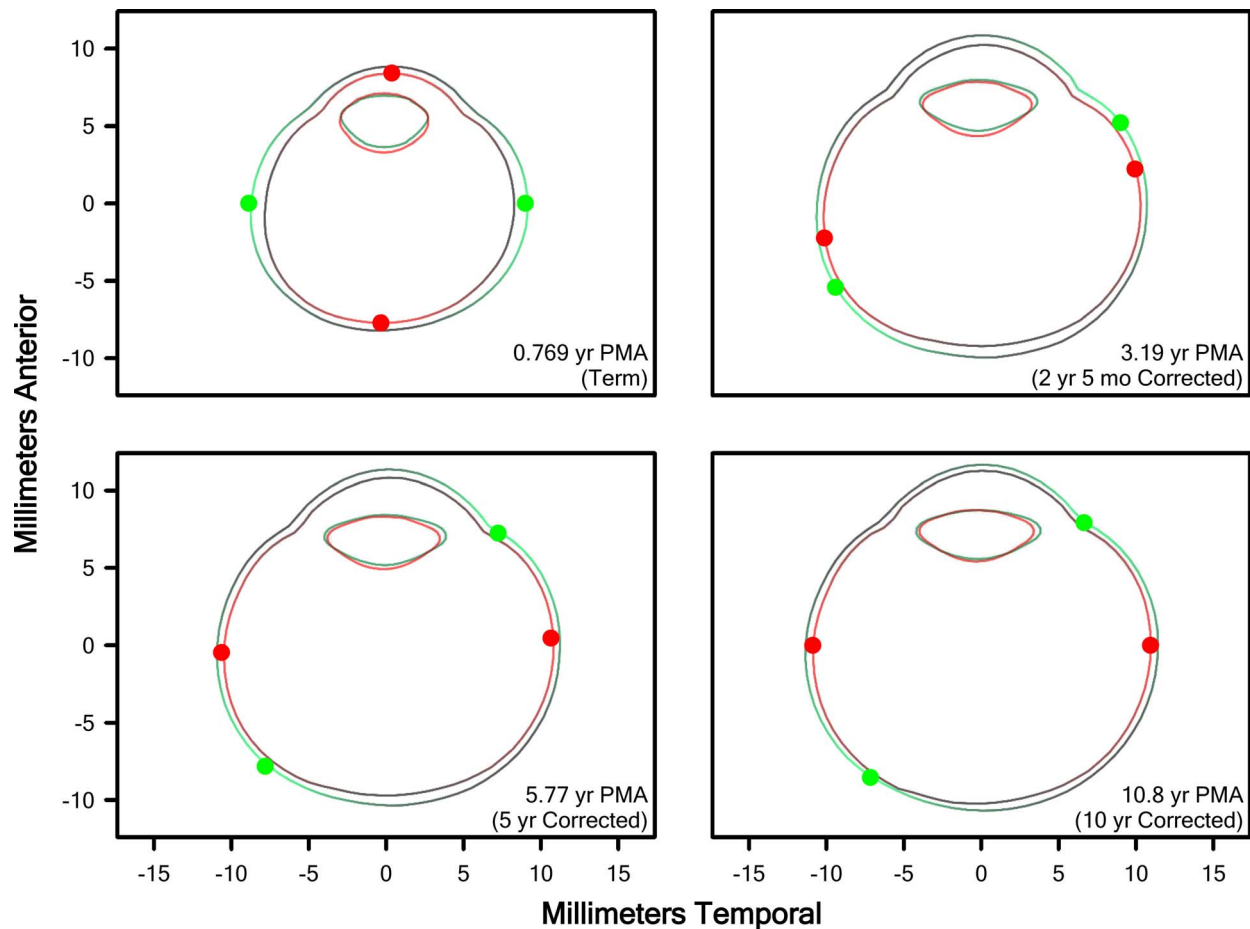 Millimeters Anterior
10
5
0
-5
-10
0.769 yr PMA
(Term)
3.19 yr PMA
(2 yr 5 mo Corrected)
10
5
0
-5
-10
5.77 yr PMA
(5 yr Corrected)
10.8 yr PMA
(10 yr Corrected)
-15 -10 -5 0 5 10 15 -15 -10 -5 0 5 10 15
Millimeters Temporal